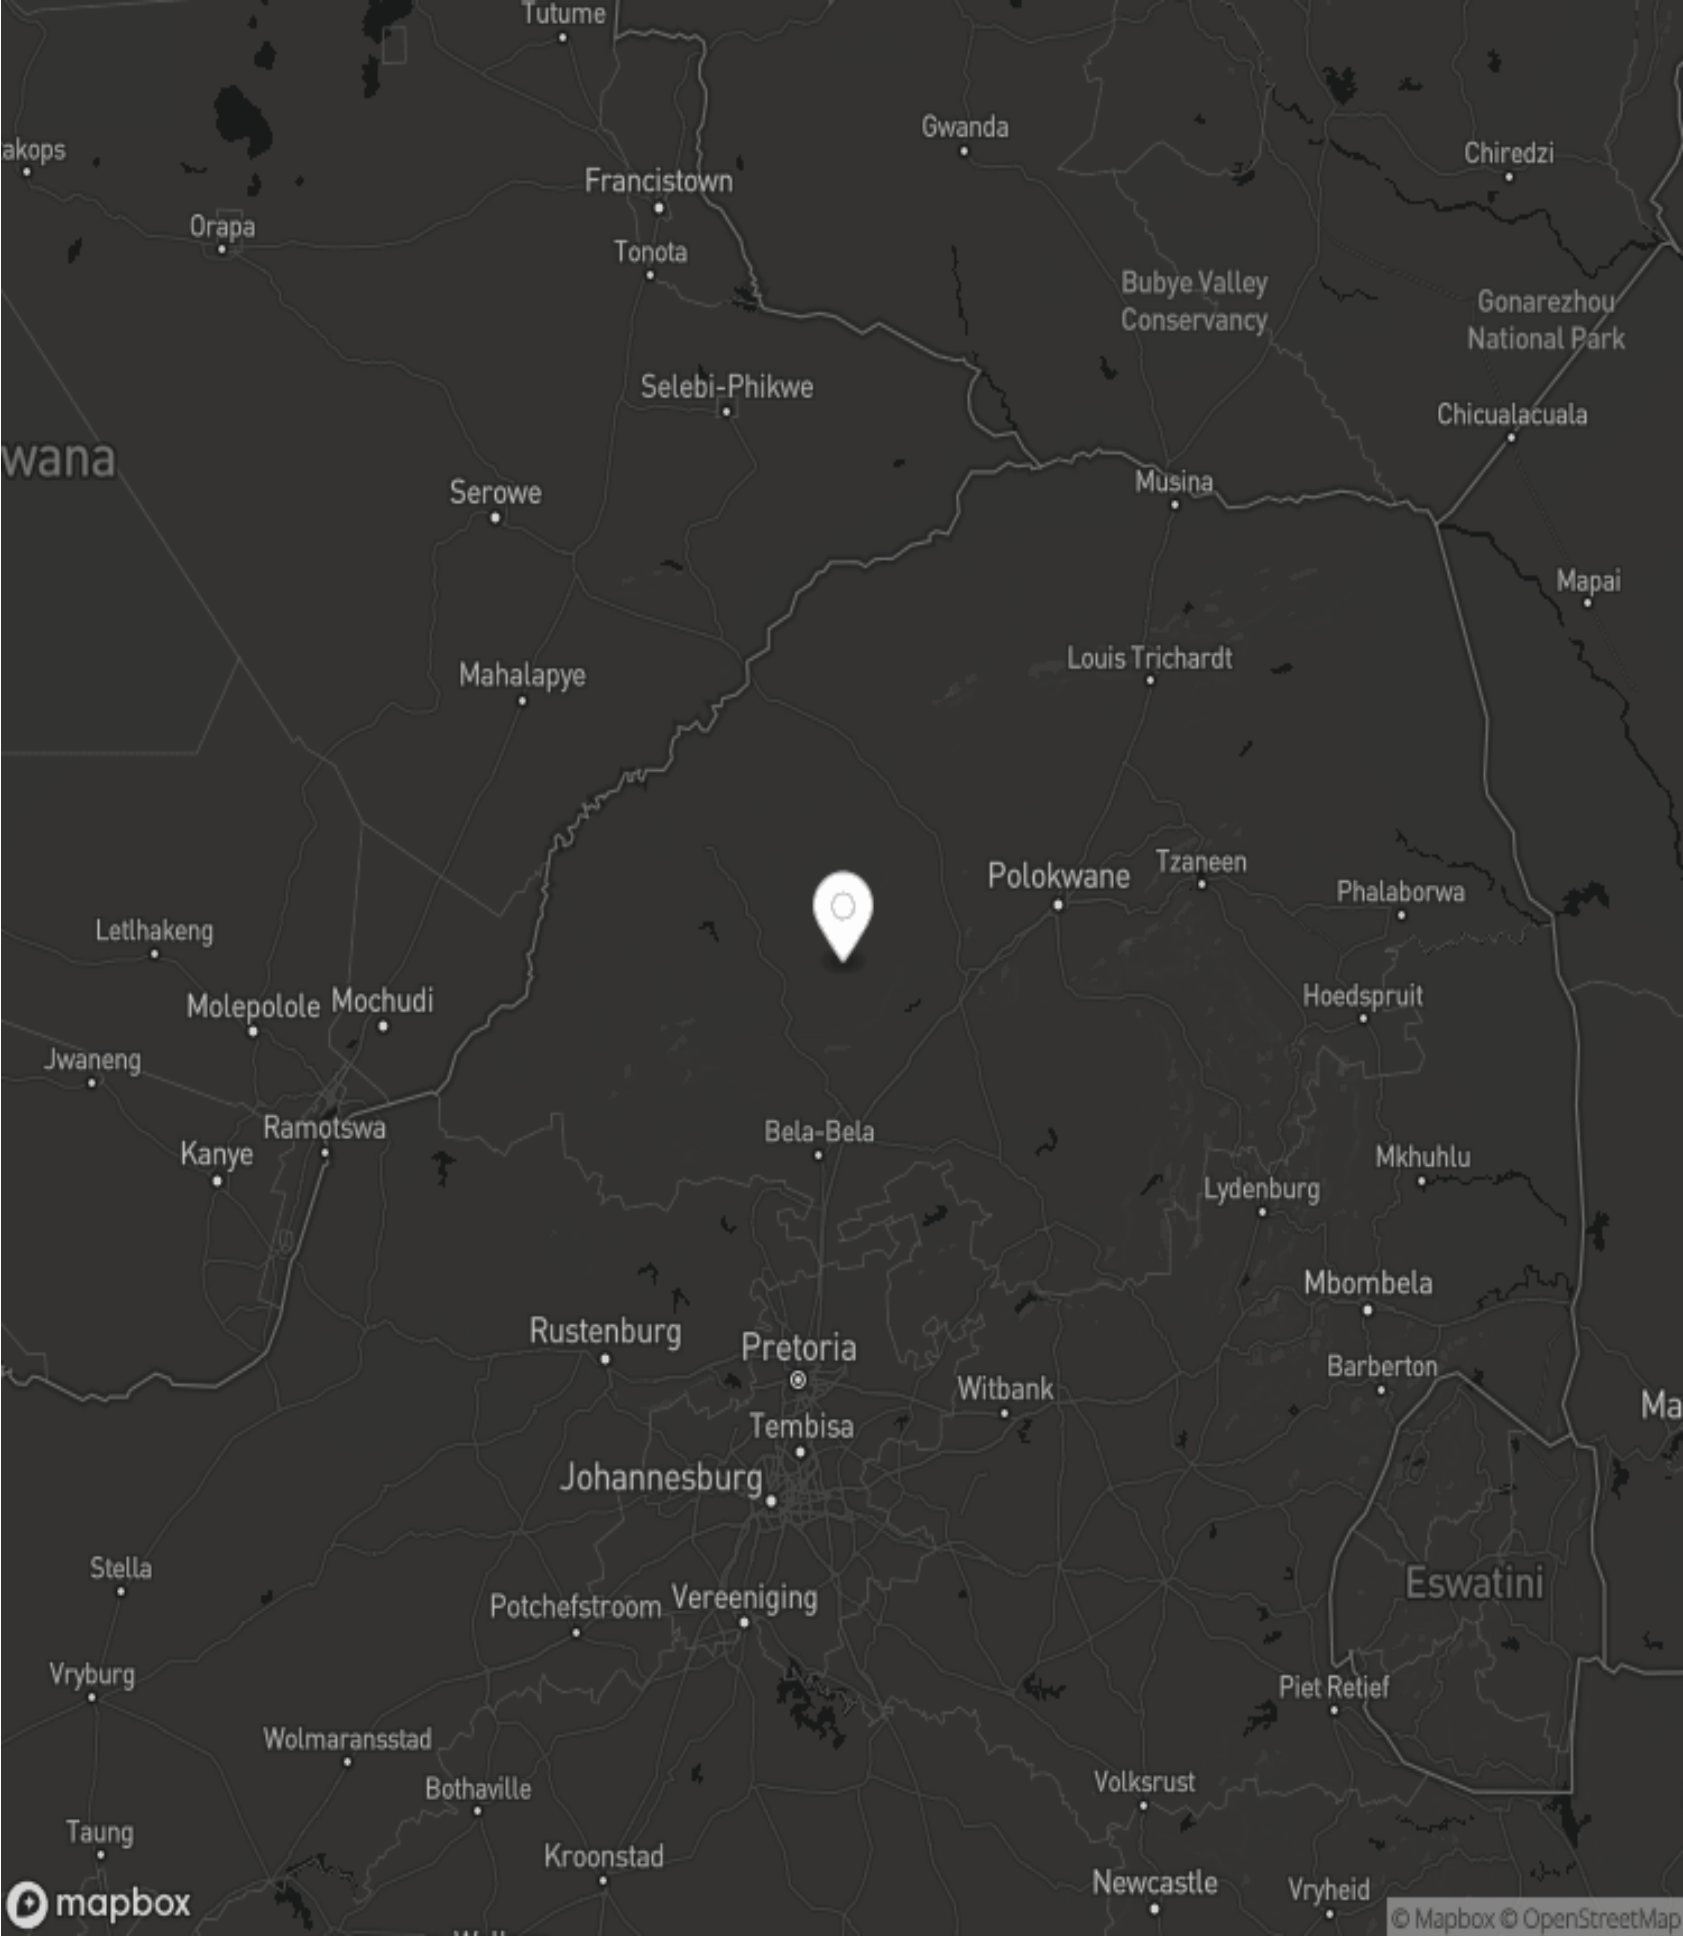 Tutume
Gwanda
akops
Chiredzi
Francistown
Orapa
Tonota
Bubye Valley
Conservancy
Gonarezhou
National Park
Selebi-Phikwe
Chicualacuala
wana
Serowe
Musina
Mapai
Louis Trichardt
Mahalapye
Polokwane
Tzaneen
Phalaborwa
Letlhakeng
Molepolole
Mochudi
Hoedspruit
Jwaneng
Ramotswa
Bela-Bela
Kanye
Mkhuhlu
Lydenburg
Mbombela
Rustenburg
Pretoria
Barberton
Witbank
Ma
Tembisa
Johannesburg
Stella
Eswatini
Potchefstroom
Vereeniging
Vryburg
Piet Retief
Wolmaransstad
Bothaville
Volksrust
Taung
Kroonstad
Newcastle
Vryheid
mapbox
© Mapbox © OpenStreetMap